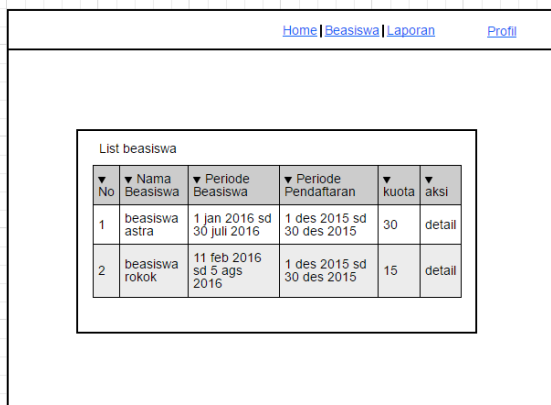 Home|Beasiswa|Laporan Profil
List beasiswa
▼ No ▼ Nama Beasiswa ▼ Periode Beasiswa ▼ Periode Pendaftaran ▼ kuota ▼ aksi
1 beasiswa astra 1 jan 2016 sd 30 juli 2016 1 des 2015 sd 30 des 2015 30 detail
2 beasiswa rokok 11 feb 2016 sd 5 ags 2016 1 des 2015 sd 30 des 2015 15 detail